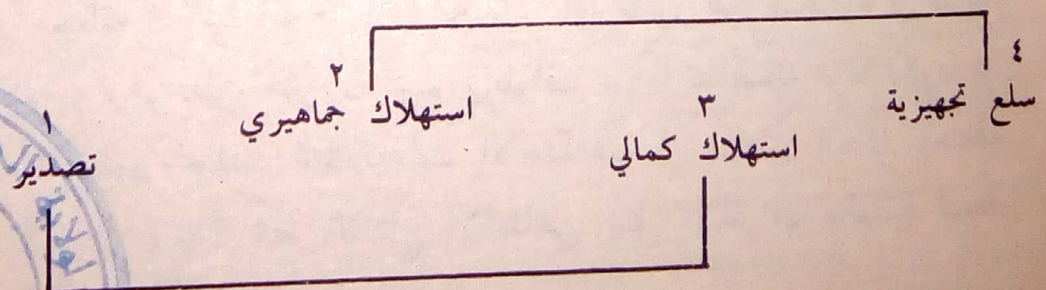 ٤
سلع تجهيزية
٣
استهلاك كمالي
٢
استهلاك جماهيري
١
تصدير